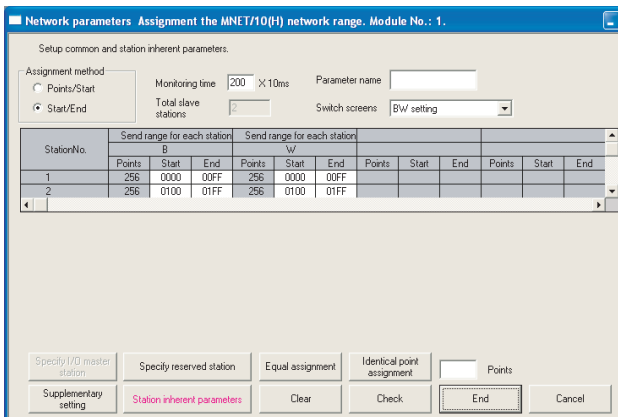 Network parameters Assignment the MNET/10(H) network range. Module No.: 1.
Setup common and station inherent parameters.
Assignment method
Points/Start
Start/End
Monitoring time 200 X 10ms
Total slave stations 2
Parameter name
Switch screens BW setting
StationNo. Send range for each station Send range for each station
B W
Points Start End Points Start End Points Start End Points Start End
1 256 0000 00FF 256 0000 00FF
2 256 0100 01FF 256 0100 01FF
Specify I/O master station Specify reserved station Equal assignment Identical point assignment Points
Supplementary setting Station inherent parameters Clear Check End Cancel